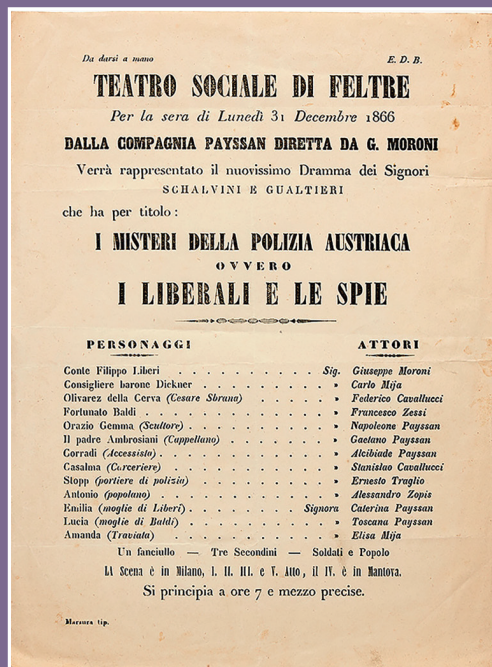 Da darsi a mano E. D. B.
TEATRO SOCIALE DI FELTRE
Per la sera di Lunedì 31 Decembre 1866
DALLA COMPAGNIA PAYSSAN DIRETTA DA G. MORONI
Verrà rappresentato il nuovissimo Dramma dei Signori
SCHALVINI E GUALTIERI
che ha per titolo :
I MISTERI DELLA POLIZIA AUSTRIACA
OVVERO
I LIBERALI E LE SPIE
PERSONAGGI ATTORI
Conte Filippo Liberi . . . . . . . . . . Sig. Giuseppe Moroni
Consigliere barone Dickner . . . . . . . . . » Carlo Mija
Olivarez della Cerva (Cesare Sbrana) . . . . . . » Federico Cavallucci
Fortunato Baldi . . . . . . . . . . . . » Francesco Zessi
Orazio Gemma (Scultore) . . . . . . . . . » Napoleone Payssan
Il padre Ambrosiani (Cappellano) . . . . . . . » Gaetano Payssan
Corradi (Accessista) . . . . . . . . . . » Alcibiade Payssan
Casalma (Carceriere) . . . . . . . . . . » Stanislao Cavallucci
Stopp (portiere di polizia) . . . . . . . . . » Ernesto Traglio
Antonio (popolano) . . . . . . . . . . . » Alessandro Zopis
Emilia (moglie di Liberi) . . . . . . . . Signora Caterina Payssan
Lucia (moglie di Baldi) . . . . . . . . . . » Toscana Payssan
Amanda (Traviata) . . . . . . . . . . . » Elisa Mija
Un fanciullo — Tre Secondini — Soldati e Popolo
LA Scena è in Milano, I. II. III. e V. Atto, il IV. è in Mantova.
Si principia a ore 7 e mezzo precise.
Marsura tip.